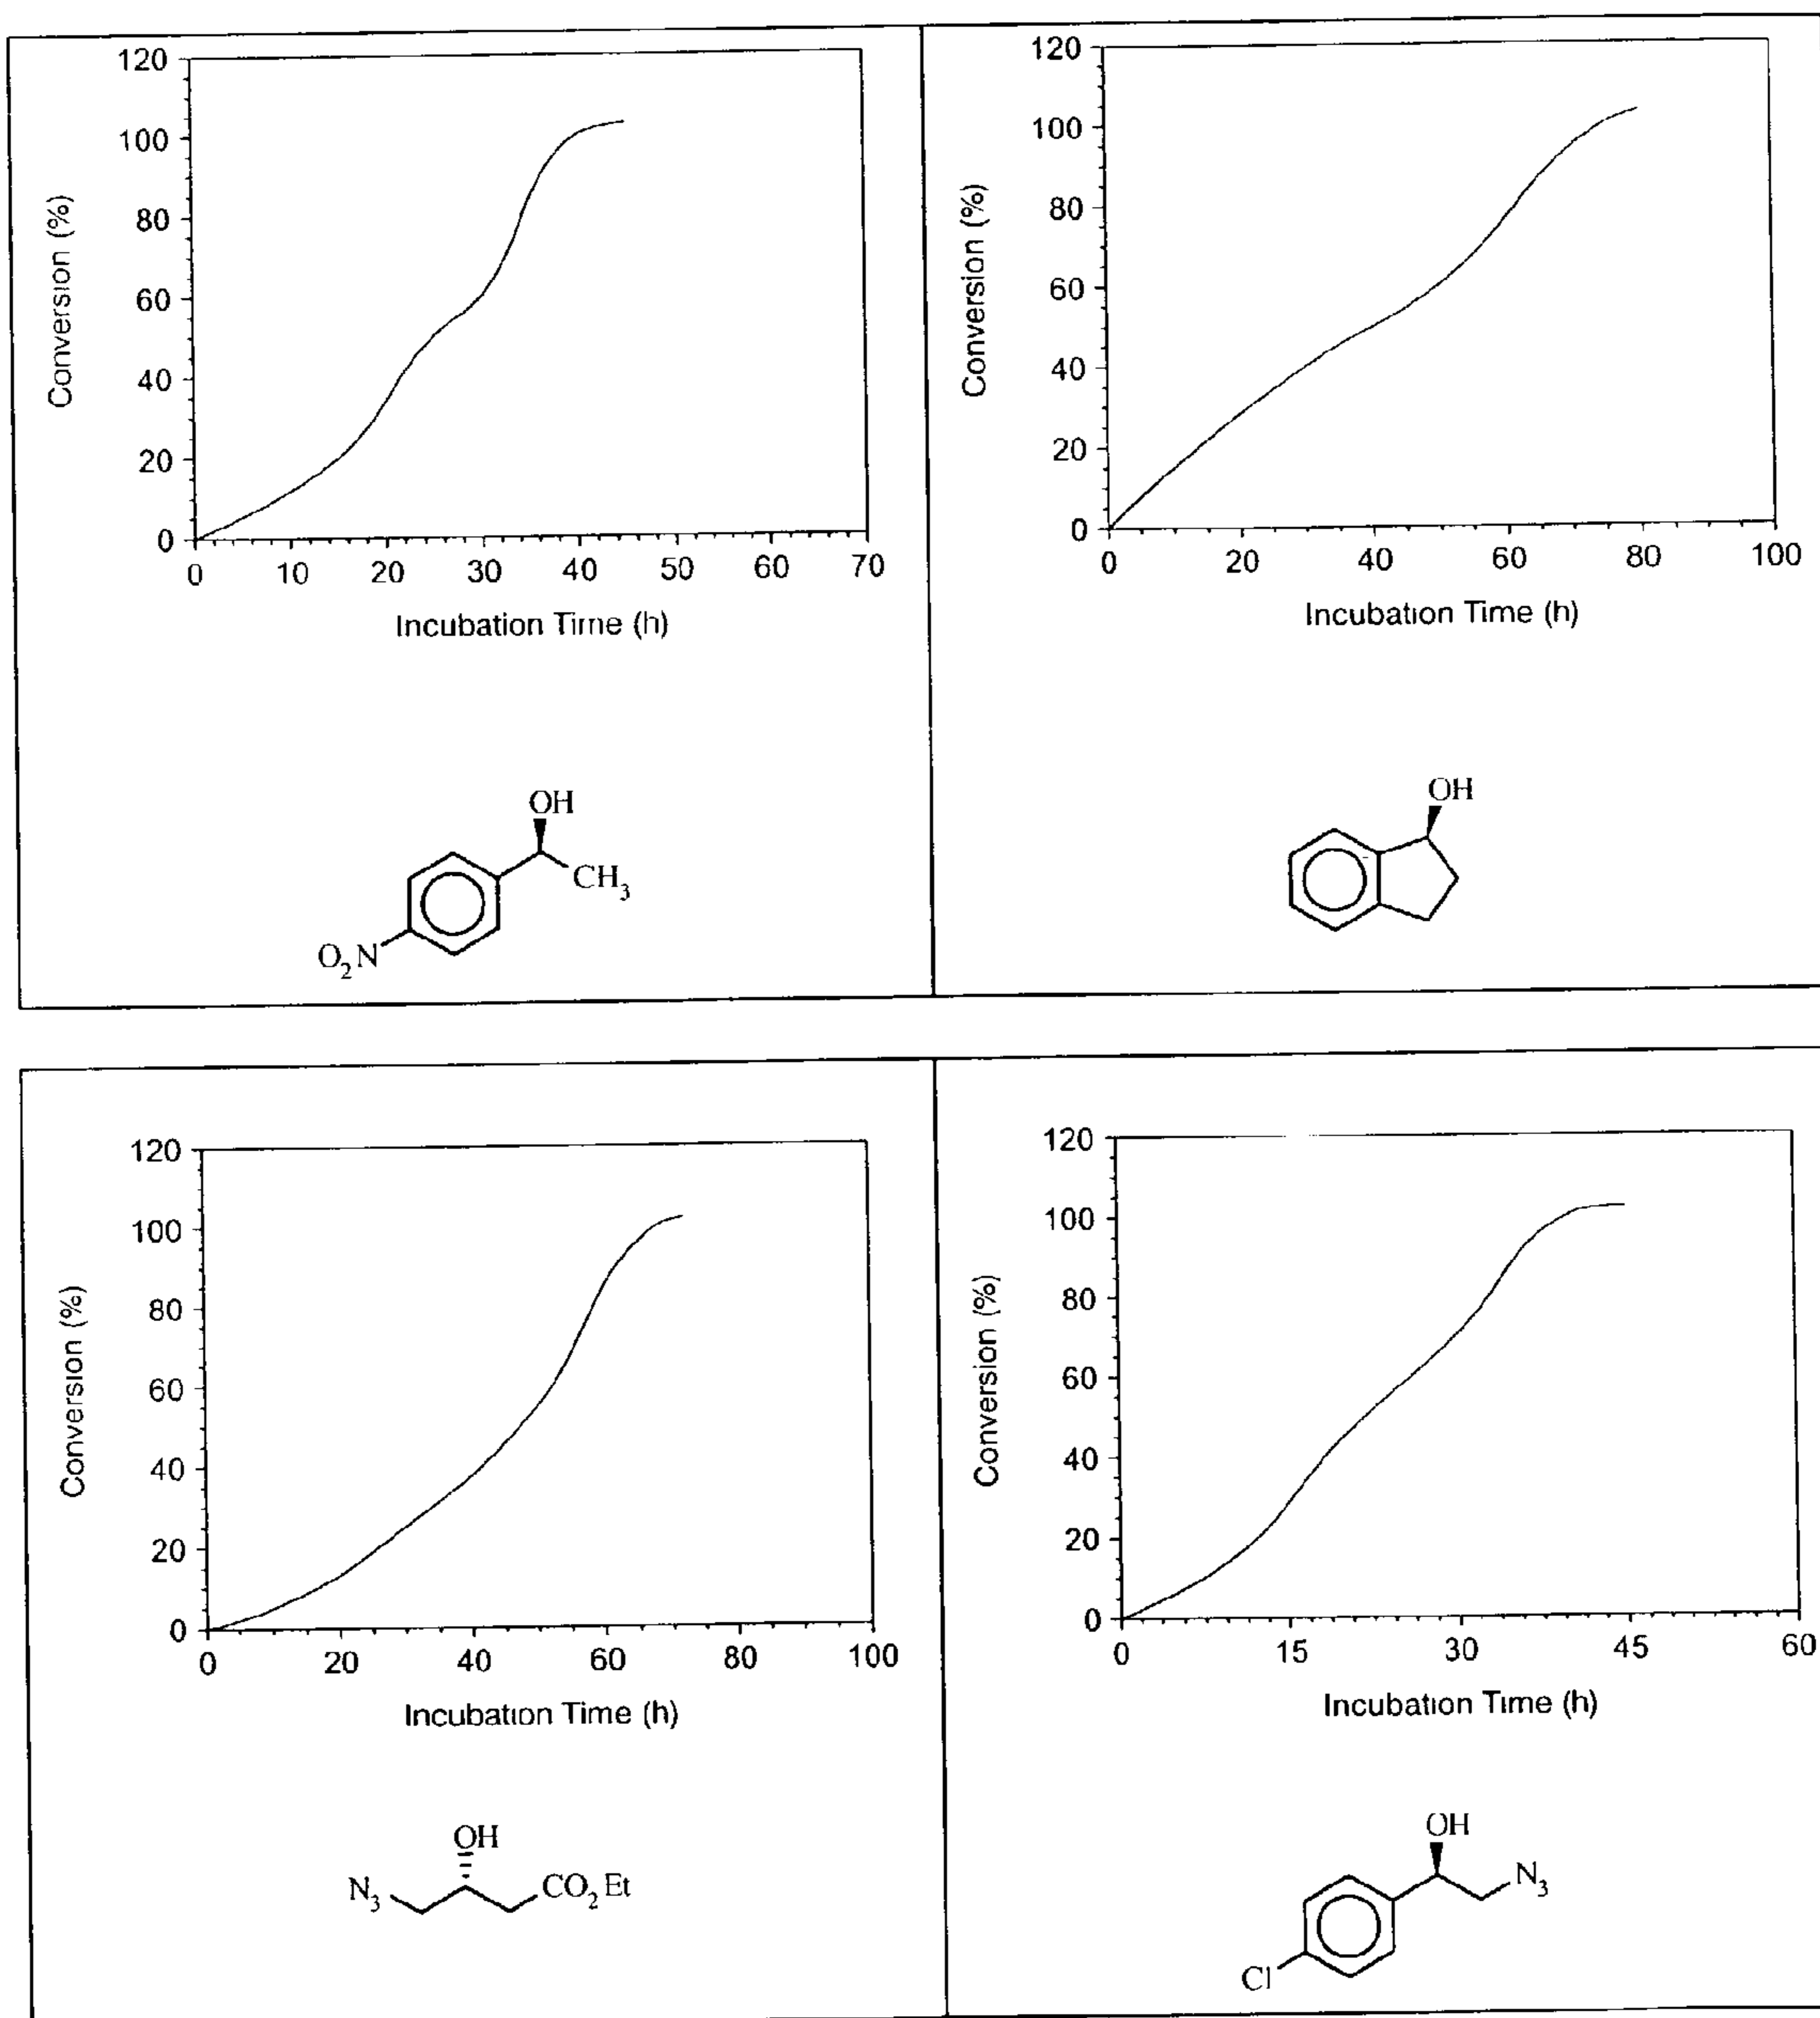 120
100
80
60
40
20
0
Conversion (%)
0 10 20 30 40 50 60 70
Incubation Time (h)
OH
CH3
O2N
120
100
80
60
40
20
0
Conversion (%)
0 20 40 60 80 100
Incubation Time (h)
OH
120
100
80
60
40
20
0
Conversion (%)
0 20 40 60 80 100
Incubation Time (h)
OH
N3 CO2Et
120
100
80
60
40
20
0
Conversion (%)
0 15 30 45 60
Incubation Time (h)
OH
N3
Cl